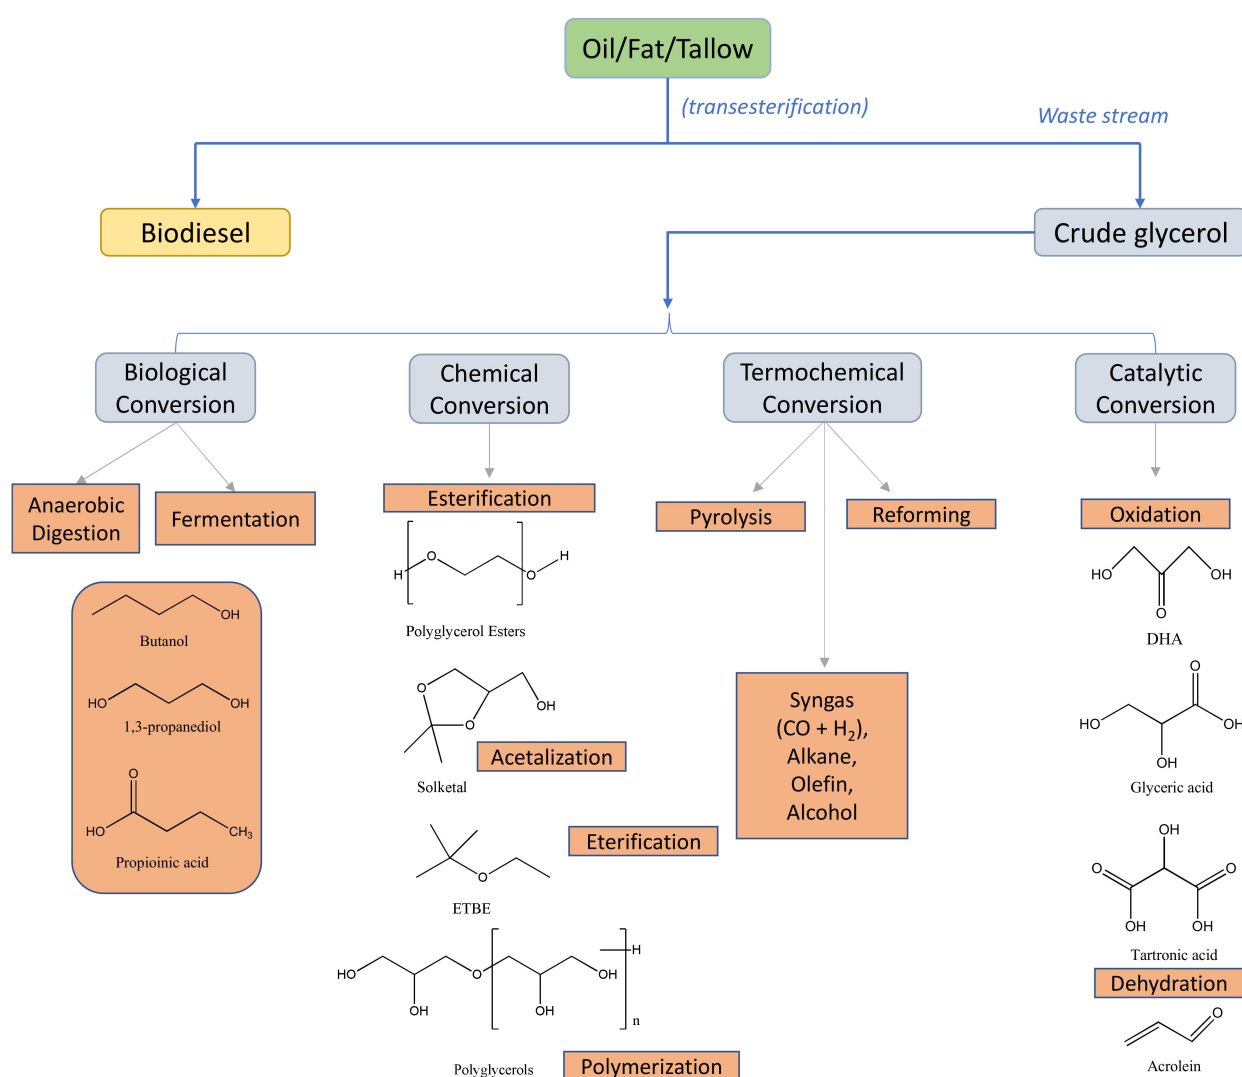 Oil/Fat/Tallow
(transesterification)
Waste stream
Biodiesel
Crude glycerol
Biological
Conversion
Chemical
Conversion
Termochemical
Conversion
Catalytic
Conversion
Anaerobic
Digestion
Fermentation
Esterification
Pyrolysis
Reforming
Oxidation
OH
Butanol
HO
OH
1,3-propanediol
O
HO
CH3
Propioinic acid
H
O
O
H
Polyglycerol Esters
O
O
OH
Acetalization
Solketal
Eterification
O
ETBE
HO
OH
O
OH
OH
H
n
Polyglycerols
Polymerization
Syngas
(CO + H2),
Alkane,
Olefin,
Alcohol
HO
OH
O
DHA
O
HO
OH
OH
Glyceric acid
OH
O
O
OH
OH
Tartronic acid
Dehydration
O
Acrolein